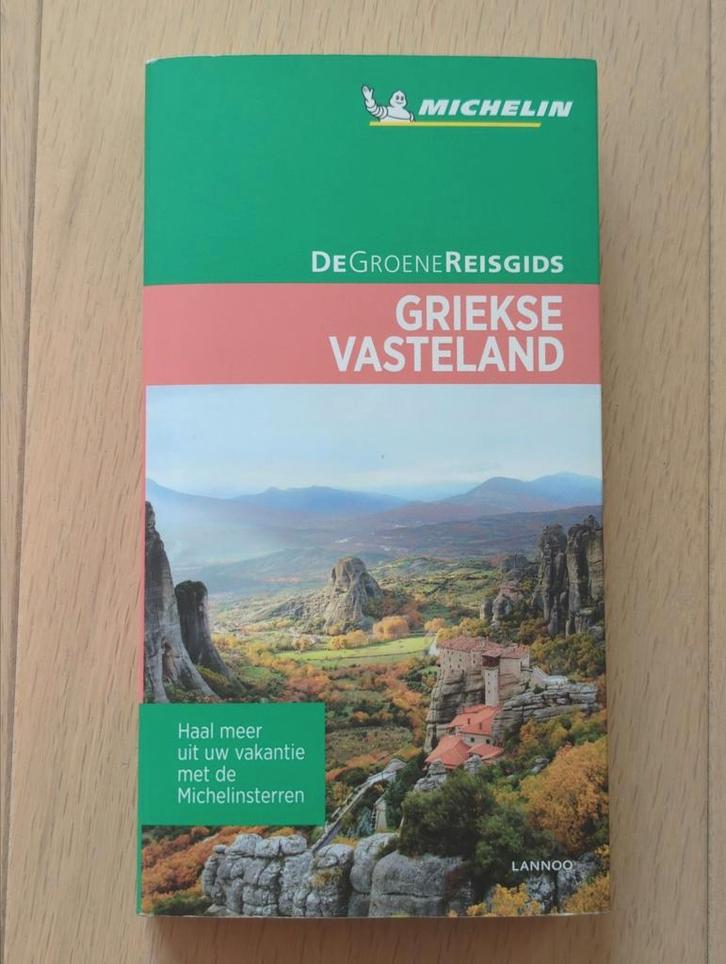 MICHELIN
DEGROENEREISGIDS
GRIEKSE
VASTELAND
Haal meer
uit uw vakantie
met de
Michelinsterren
LANNOO